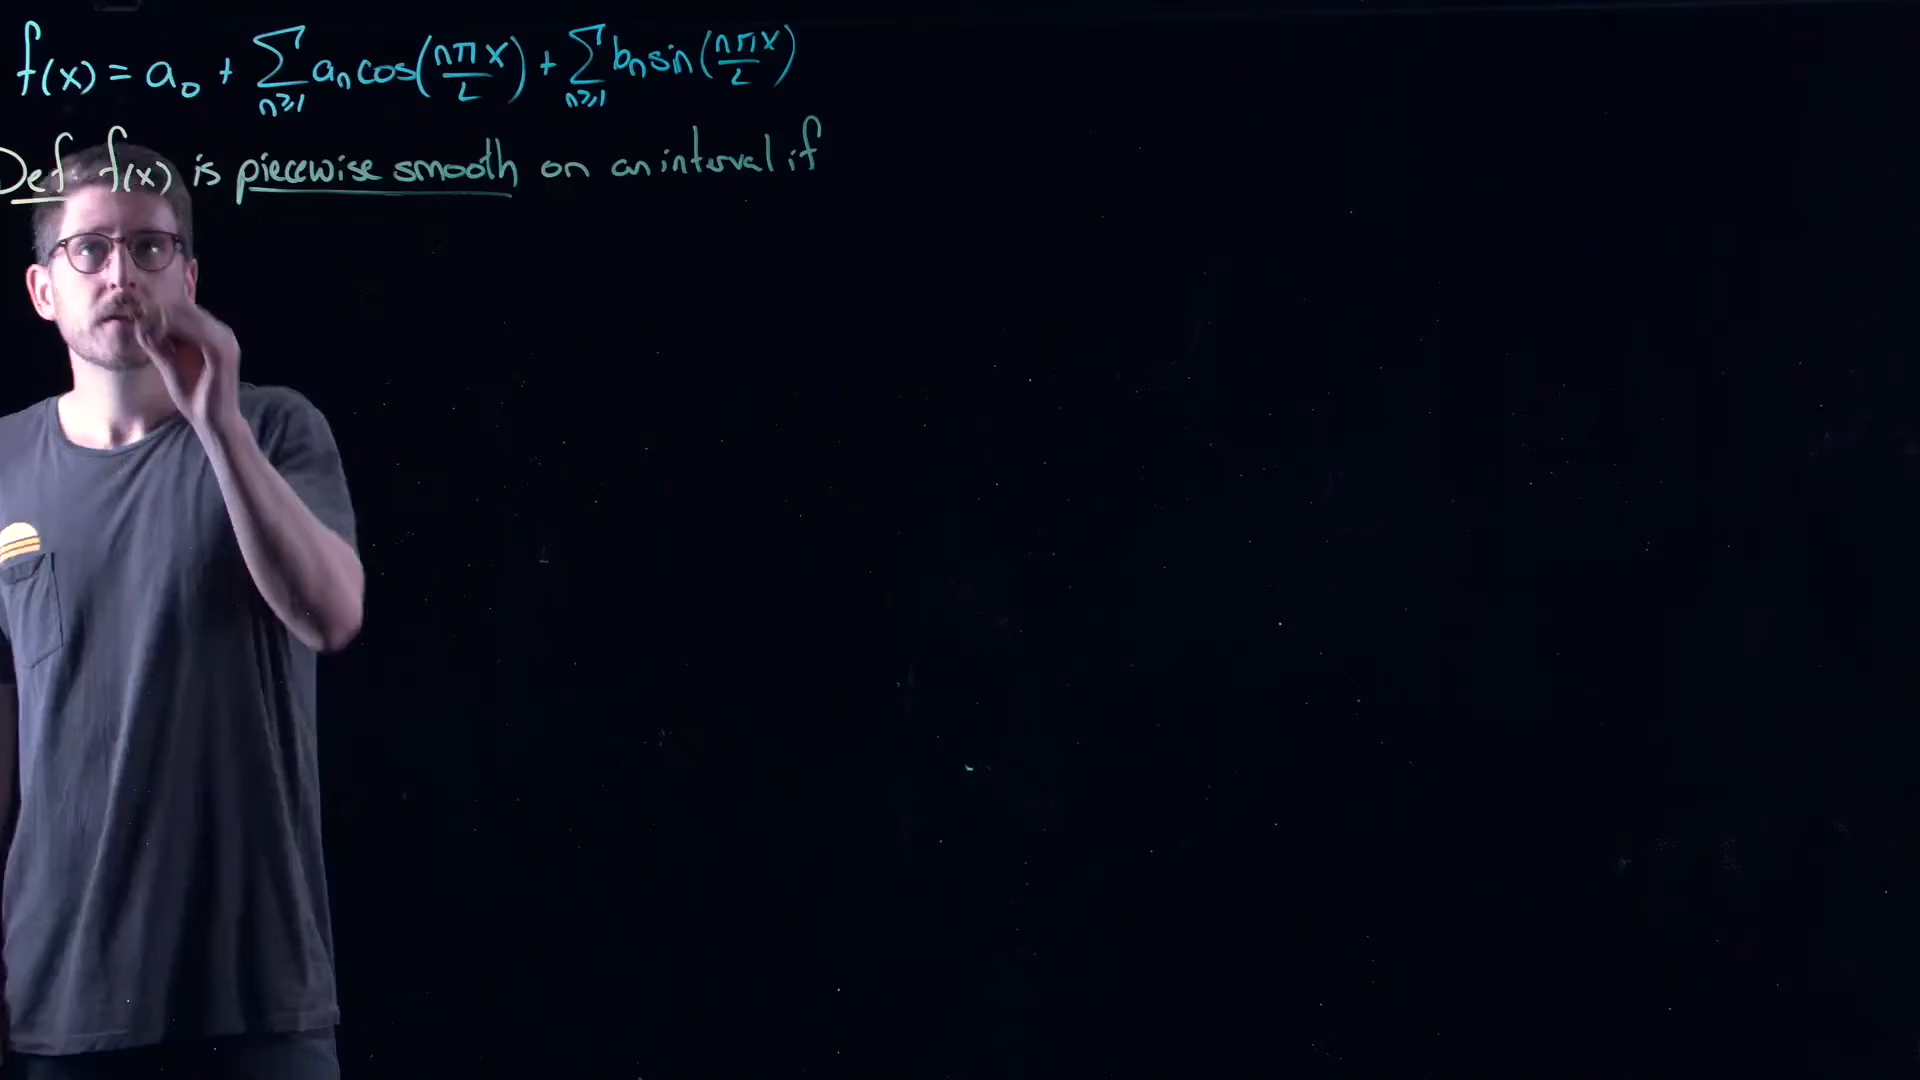 f(x) = a₀ + ∑ₙ≥₁ aₙ cos(nπx/L) + ∑ₙ≥₁ bₙ sin(nπx/L)
Def. f(x) is piecewise smooth on an interval if